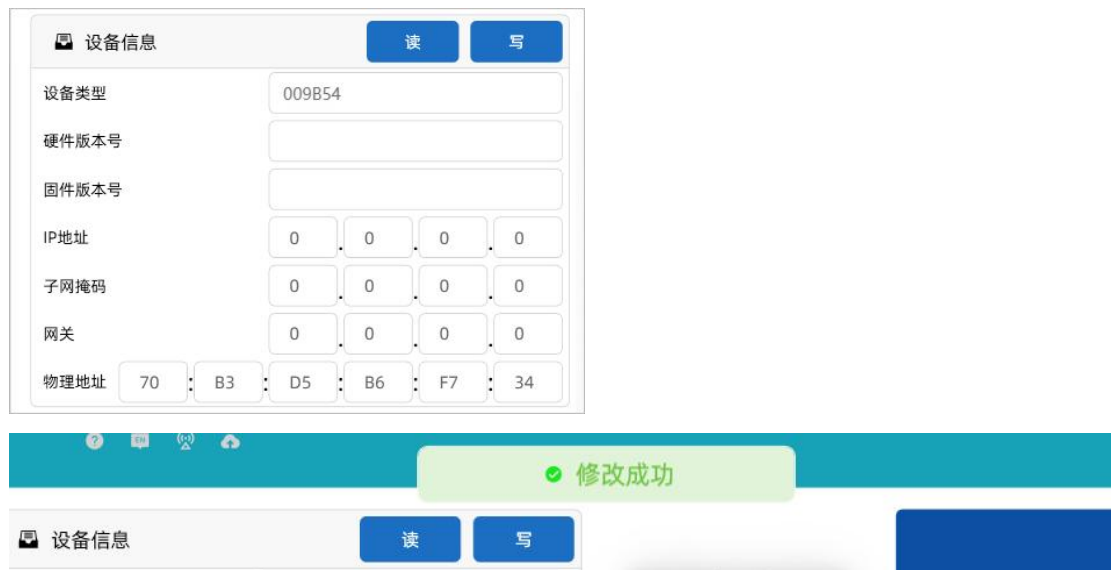 设备信息 读 写
设备类型 009B54
硬件版本号
固件版本号
IP地址 0 . 0 . 0 . 0
子网掩码 0 . 0 . 0 . 0
网关 0 . 0 . 0 . 0
物理地址 70 : B3 : D5 : B6 : F7 : 34
? EN
修改成功
设备信息 读 写